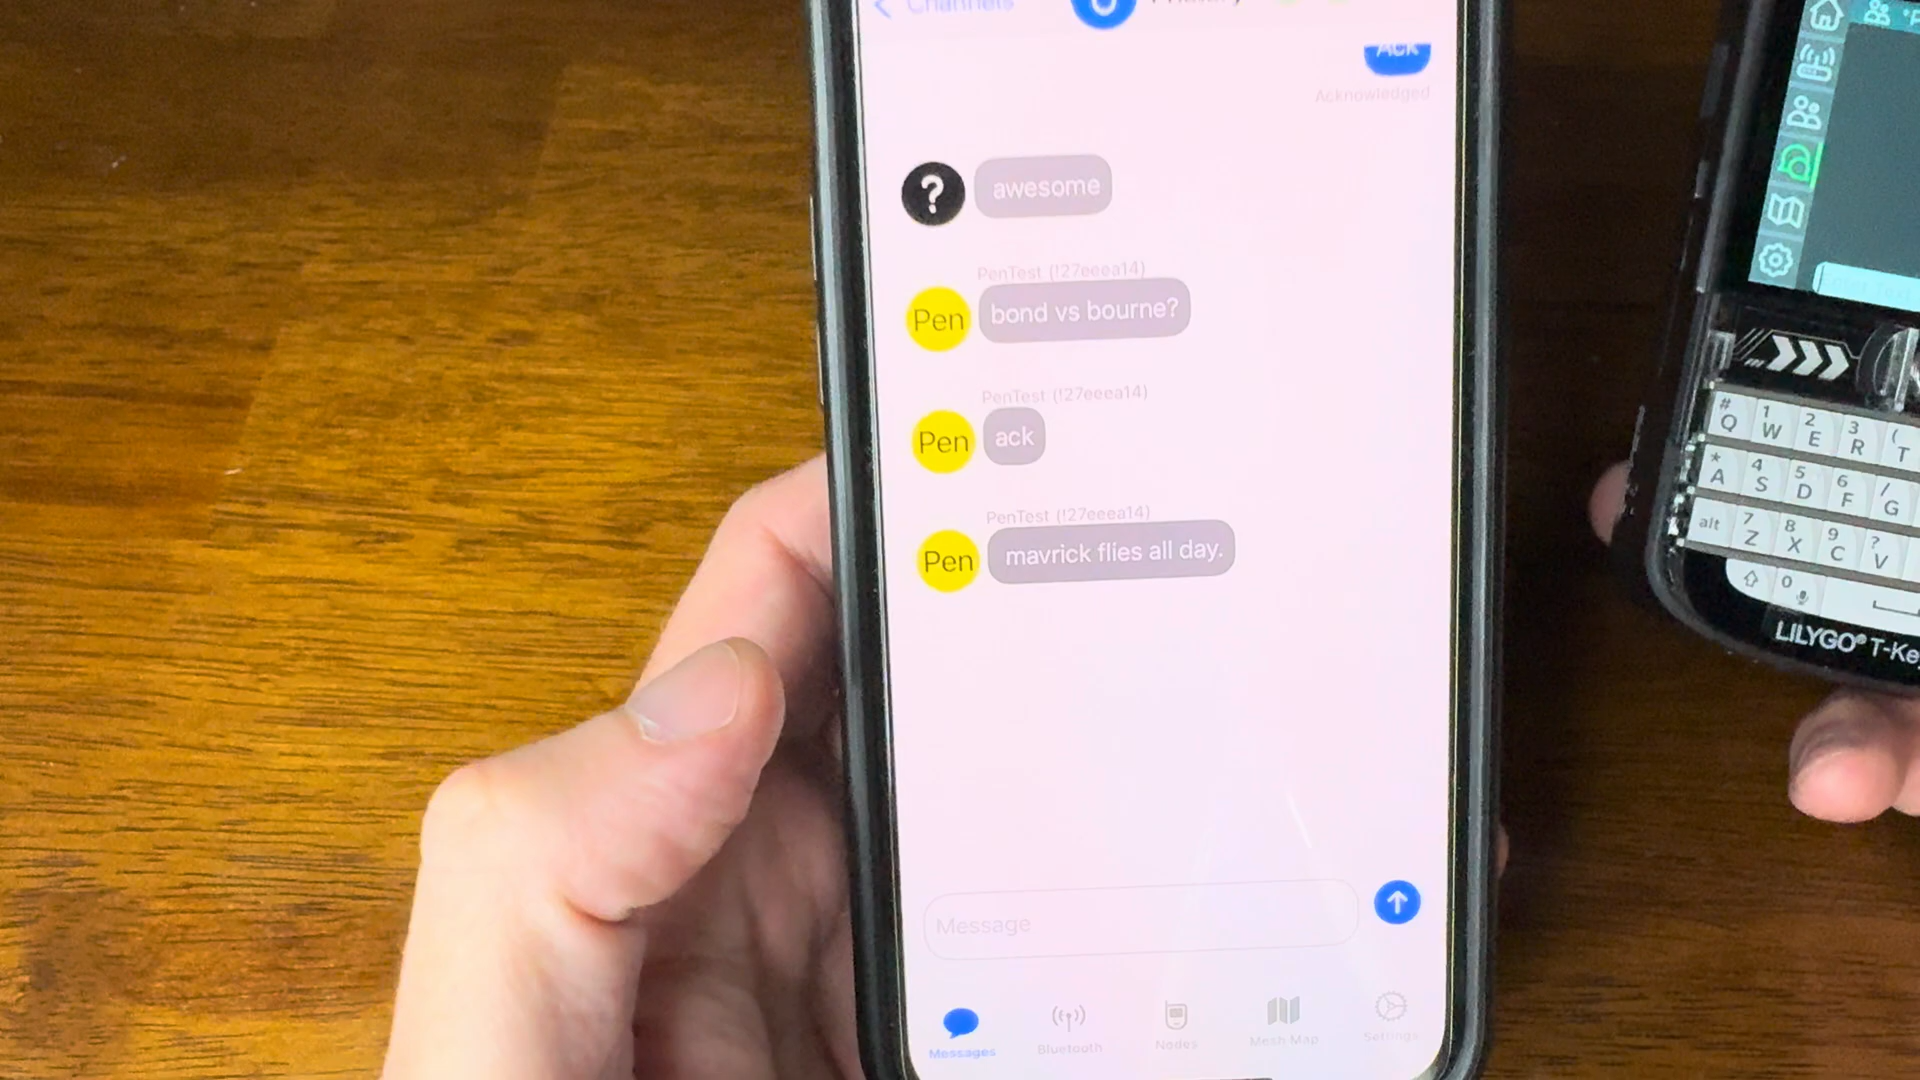 Channels
Primary
Ack
Acknowledged
?
awesome
PenTest (!27eeea14)
Pen
bond vs bourne?
PenTest (!27eeea14)
Pen
ack
PenTest (!27eeea14)
Pen
mavrick flies all day.
Message
Messages
Bluetooth
Nodes
Mesh Map
Settings
# 1 2 3 (
Q W E R T
* 4 5 6 /
A S D F G
alt 7 8 9 ?
Z X C V
0
LILYGO® T-Ke